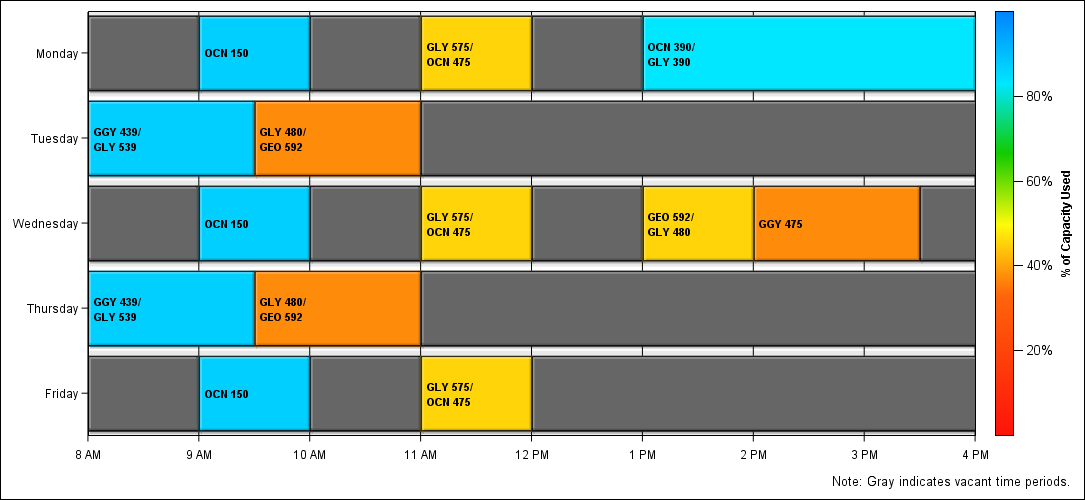 Monday
OCN 150
GLY 575/
OCN 475
OCN 390/
GLY 390
Tuesday
GGY 439/
GLY 539
GLY 480/
GEO 592
Wednesday
OCN 150
GLY 575/
OCN 475
GEO 592/
GLY 480
GGY 475
Thursday
GGY 439/
GLY 539
GLY 480/
GEO 592
Friday
OCN 150
GLY 575/
OCN 475
8 AM
9 AM
10 AM
11 AM
12 PM
1 PM
2 PM
3 PM
4 PM
80%
60%
40%
20%
% of Capacity Used
Note: Gray indicates vacant time periods.